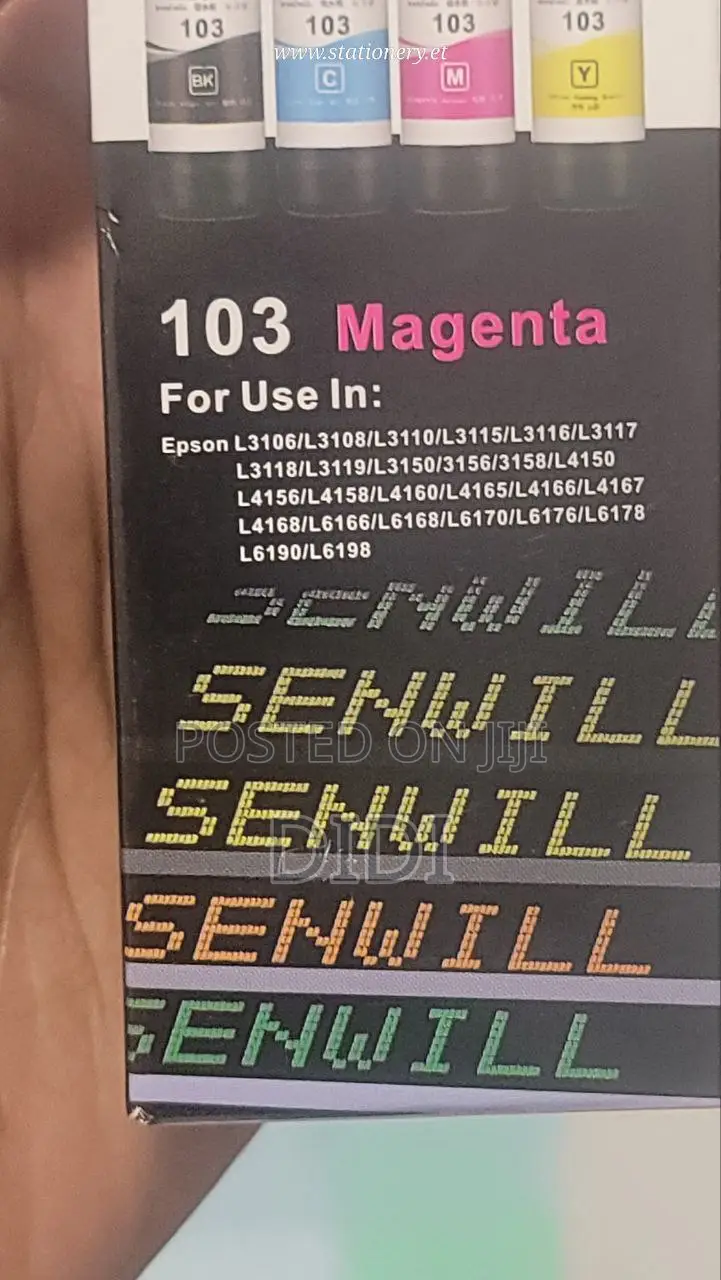 103 103 103 103
www.stationery.et
BK C M Y
103 Magenta
For Use In:
Epson L3106/L3108/L3110/L3115/L3116/L3117
L3118/L3119/L3150/3156/3158/L4150
L4156/L4158/L4160/L4165/L4166/L4167
L4168/L6166/L6168/L6170/L6176/L6178
L6190/L6198
SENWILL
SENWILL
POSTED ON JIJI
SENWILL
DIDI
SENWILL
SENWILL